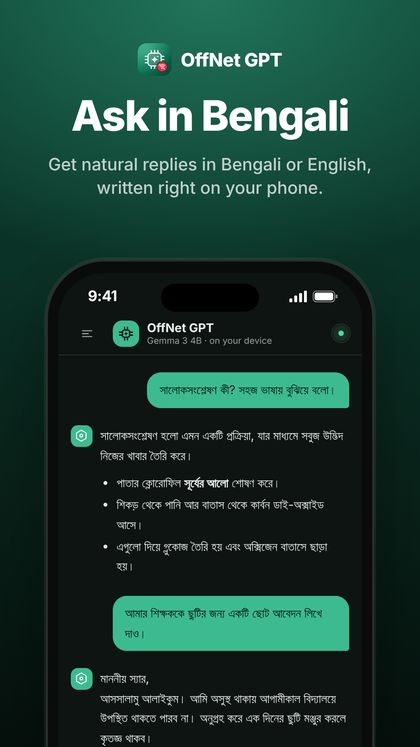 OffNet GPT
Ask in Bengali
Get natural replies in Bengali or English,
written right on your phone.
9:41
OffNet GPT
Gemma 3 4B · on your device
সালোকসংশ্লেষণ কী? সহজ ভাষায় বুঝিয়ে বলো।
সালোকসংশ্লেষণ হলো এমন একটি প্রক্রিয়া, যার মাধ্যমে সবুজ উদ্ভিদ
নিজের খাবার তৈরি করে।
• পাতার ক্লোরোফিল সূর্যের আলো শোষণ করে।
• শিকড় থেকে পানি আর বাতাস থেকে কার্বন ডাই-অক্সাইড
আসে।
• এগুলো দিয়ে গ্লুকোজ তৈরি হয় এবং অক্সিজেন বাতাসে ছাড়া
হয়।
আমার শিক্ষককে ছুটির জন্য একটি ছোট আবেদন লিখে
দাও।
মাননীয় স্যার,
আসসালামু আলাইকুম। আমি অসুস্থ থাকায় আগামীকাল বিদ্যালয়ে
উপস্থিত থাকতে পারব না। অনুগ্রহ করে এক দিনের ছুটি মঞ্জুর করলে
কৃতজ্ঞ থাকব।